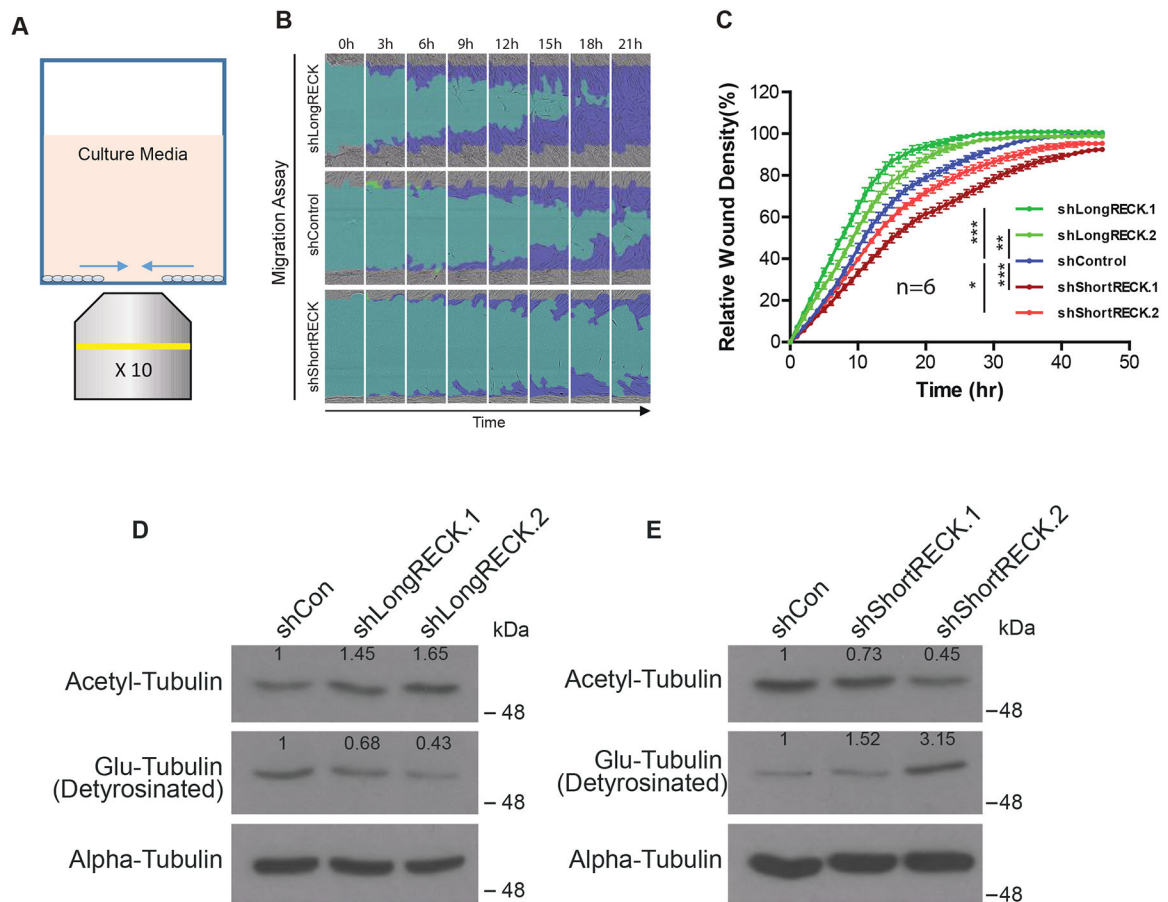 A
Culture Media
X 10
B
0h 3h 6h 9h 12h 15h 18h 21h
Migration Assay
shLongRECK
shControl
shShortRECK
Time
C
Relative Wound Density(%)
120
100
80
60
40
20
0
0 10 20 30 40 50
Time (hr)
n=6
shLongRECK.1
shLongRECK.2
shControl
shShortRECK.1
shShortRECK.2
***
**
*
***
D
shCon shLongRECK.1 shLongRECK.2
kDa
1 1.45 1.65
Acetyl-Tubulin
– 48
1 0.68 0.43
Glu-Tubulin
(Detyrosinated)
– 48
Alpha-Tubulin
– 48
E
shCon shShortRECK.1 shShortRECK.2
kDa
1 0.73 0.45
Acetyl-Tubulin
–48
1 1.52 3.15
Glu-Tubulin
(Detyrosinated)
–48
Alpha-Tubulin
– 48